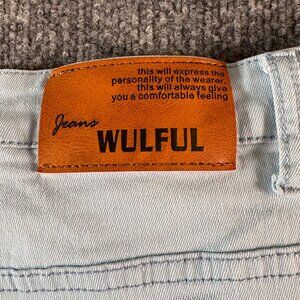 this will express the
personality of the wearer.
this will always give
you a comfortable feeling
Jeans
WULFUL